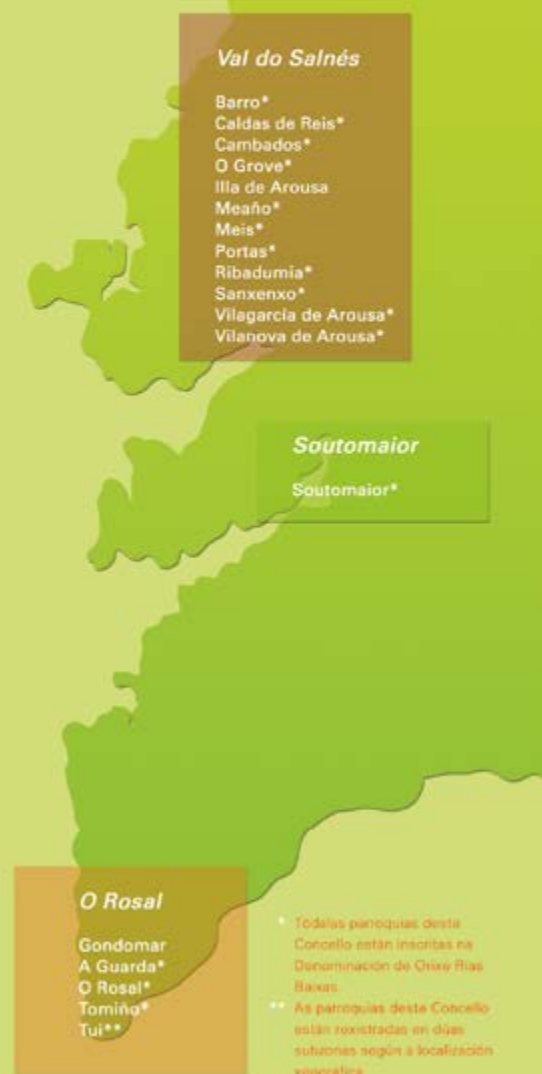 Val do Salnés
Barro*
Caldas de Reis*
Cambados*
O Grove*
Illa de Arousa
Meaño*
Meis*
Portas*
Ribadumia*
Sanxenxo*
Vilagarcía de Arousa*
Vilanova de Arousa*
Soutomaior
Soutomaior*
O Rosal
Gondomar
A Guarda*
O Rosal*
Tomiño*
Tui**
* Tódalas parroquias deste
Concello están inscritas na
Denominación de Orixe Rías
Baixas.
** As parroquias deste Concello
están rexistradas en dúas
subzonas según a localización
xeográfica.